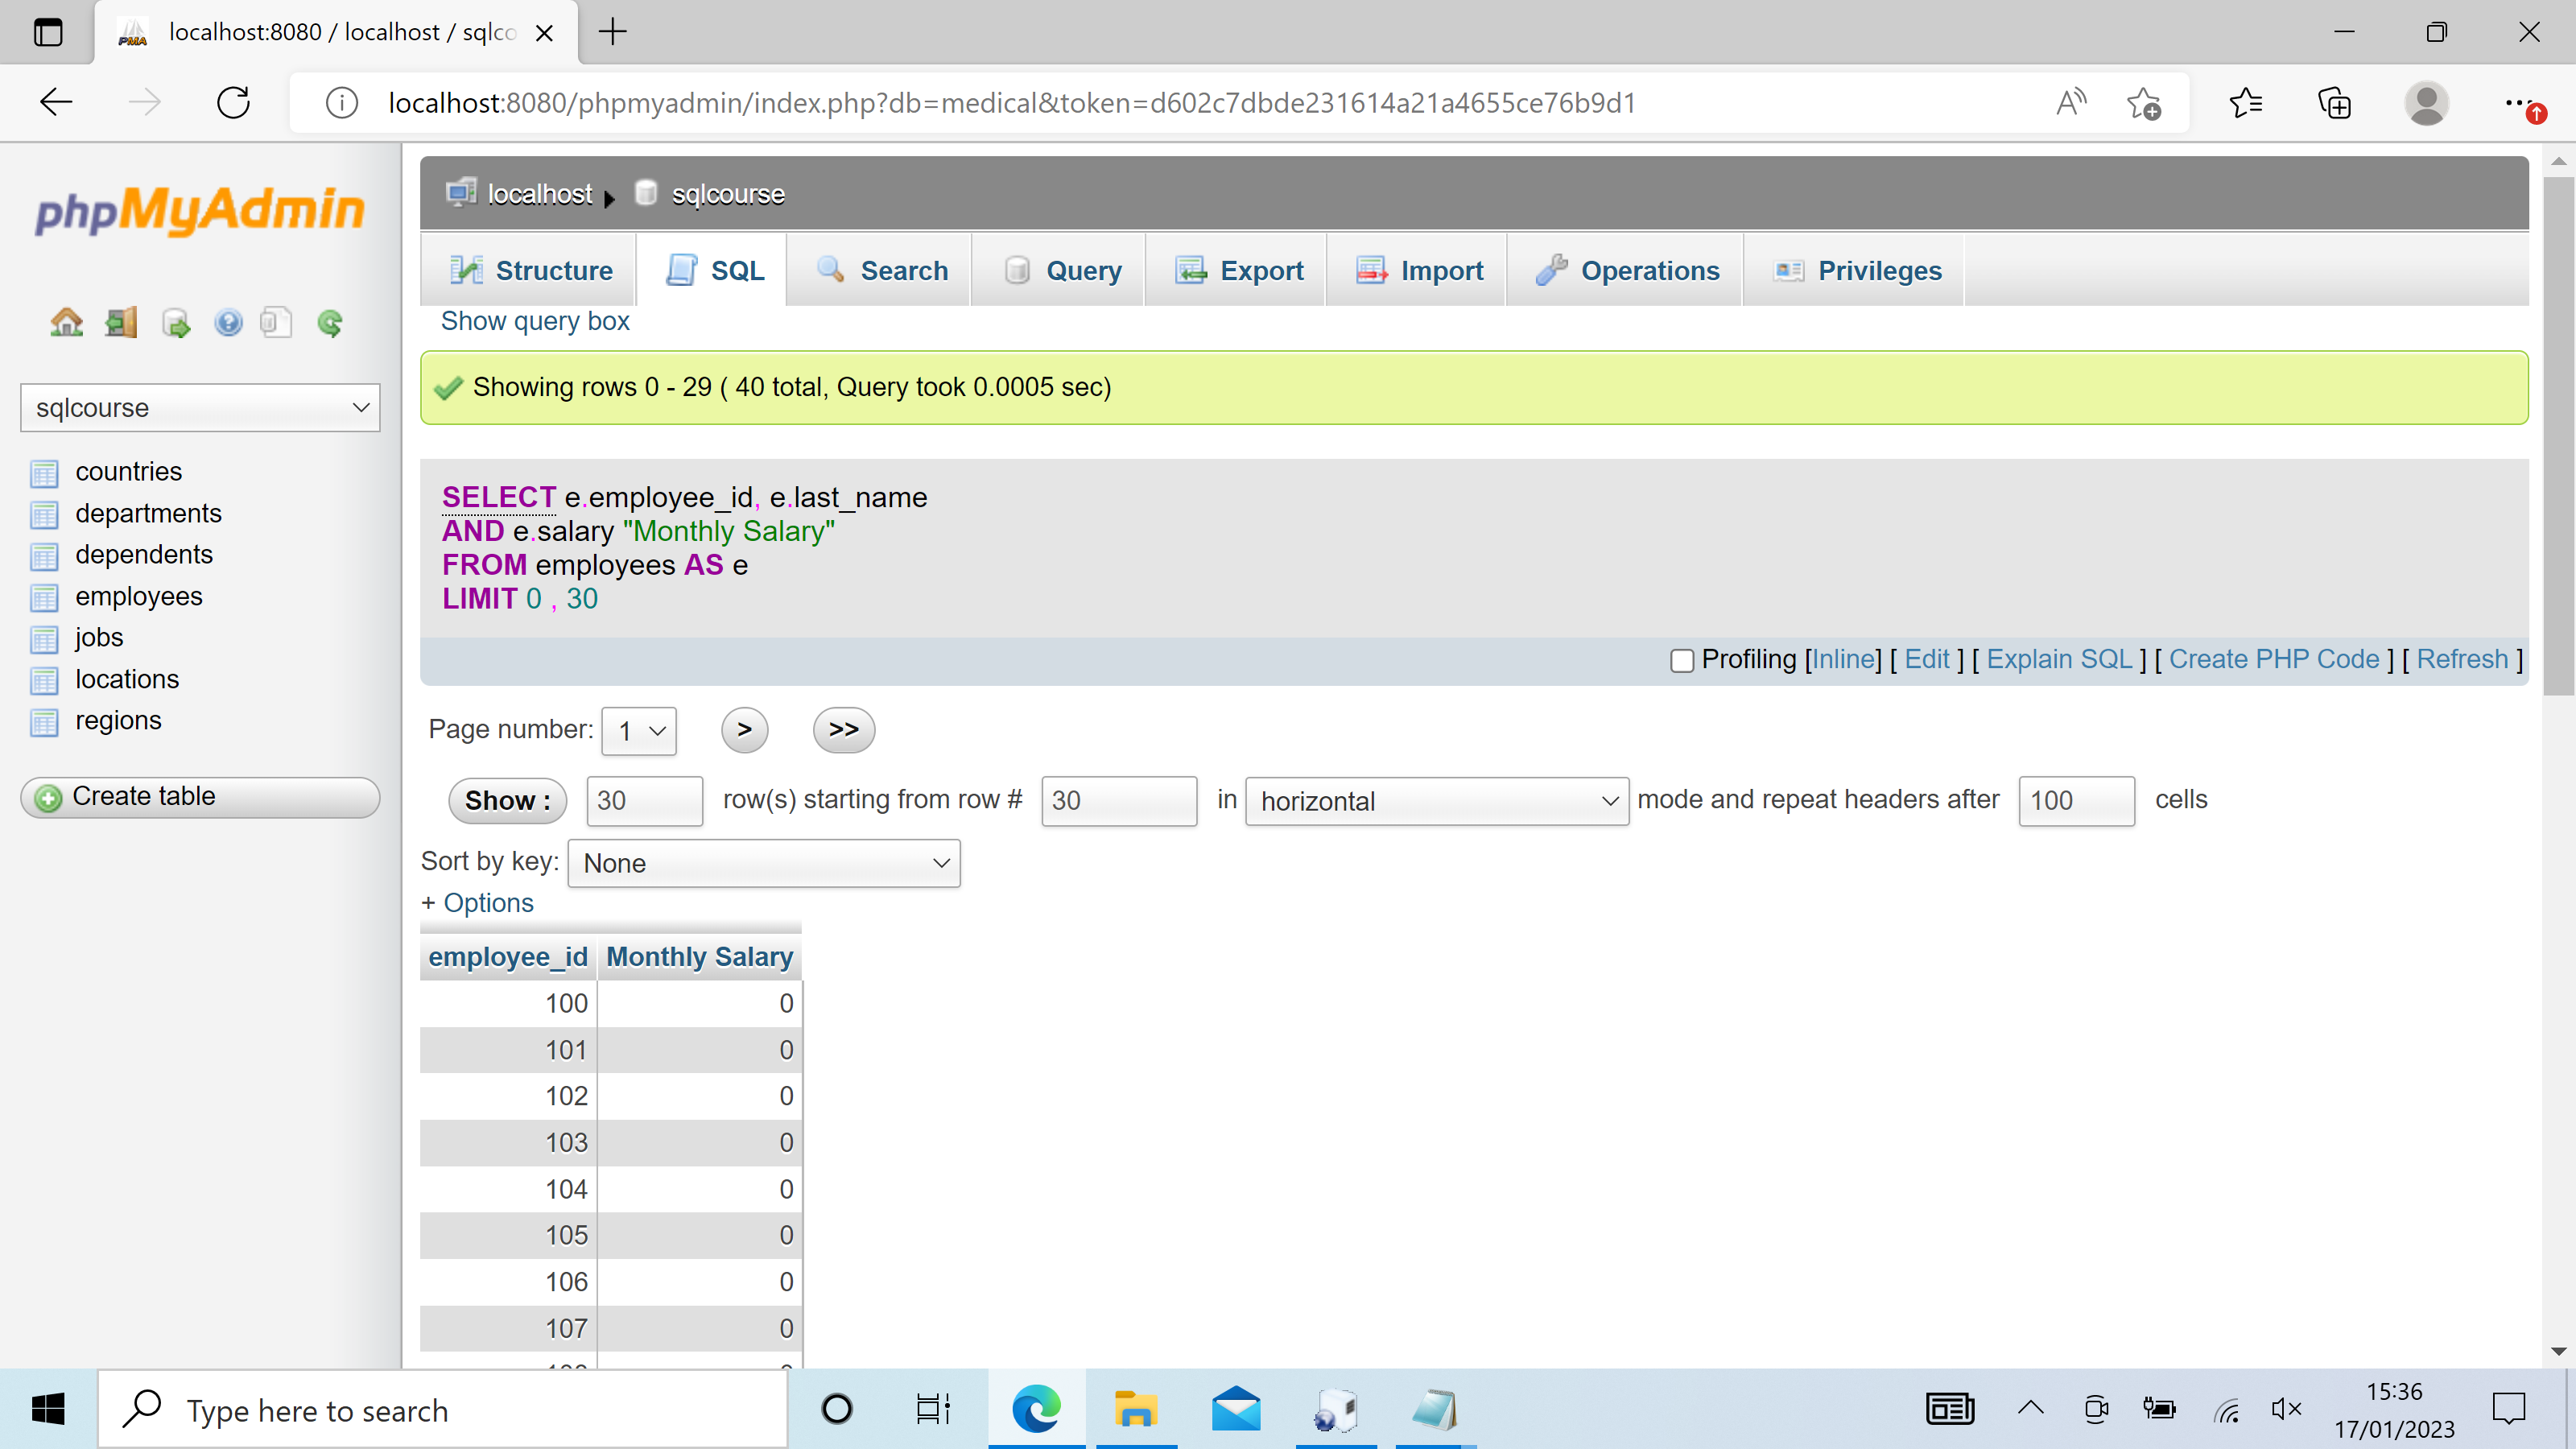 localhost:8080 / localhost / sqlco
localhost:8080/phpmyadmin/index.php?db=medical&token=d602c7dbde231614a21a4655ce76b9d1
phpMyAdmin
sqlcourse
countries
departments
dependents
employees
jobs
locations
regions
Create table
localhost sqlcourse
Structure SQL Search Query Export Import Operations Privileges
Show query box
Showing rows 0 - 29 ( 40 total, Query took 0.0005 sec)
SELECT e.employee_id, e.last_name
AND e.salary "Monthly Salary"
FROM employees AS e
LIMIT 0 , 30
Profiling [Inline] [ Edit ] [ Explain SQL ] [ Create PHP Code ] [ Refresh ]
Page number: 1 > >>
Show : 30 row(s) starting from row # 30 in horizontal mode and repeat headers after 100 cells
Sort by key: None
+ Options
employee_id Monthly Salary
100 0
101 0
102 0
103 0
104 0
105 0
106 0
107 0
Type here to search
15:36
17/01/2023